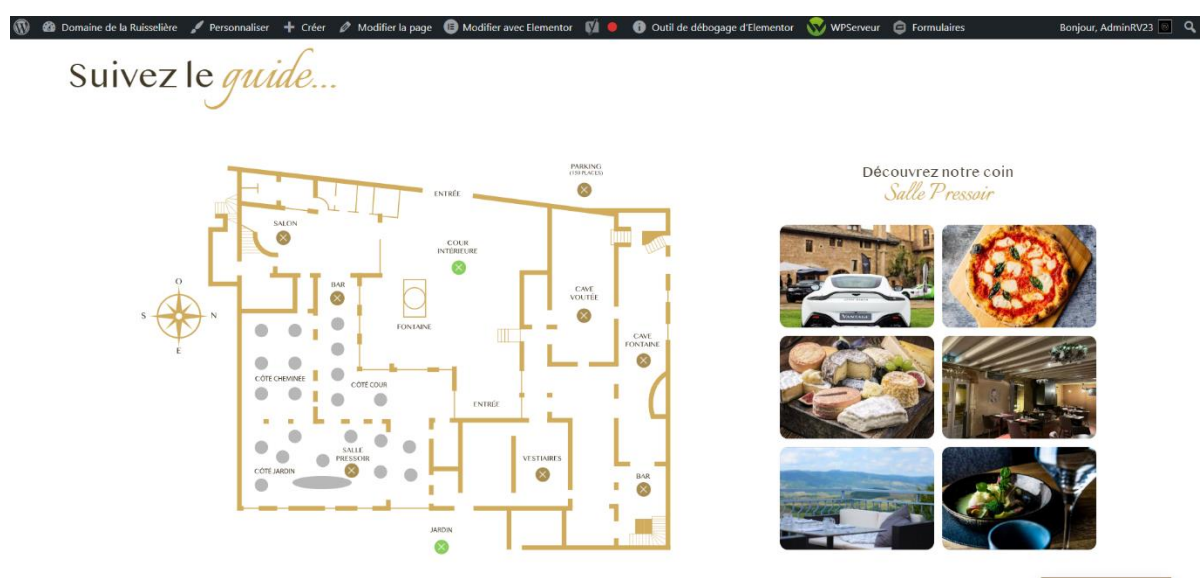 Domaine de la Ruisselière Personnaliser Créer Modifier la page Modifier avec Elementor Outil de débogage d'Elementor WPServeur Formulaires Bonjour, AdminRV23
Suivez le guide...
PARKING
(150 PLACES)
ENTRÉE
SALON
COUR
INTÉRIEURE
BAR
FONTAINE
CAVE
VOUTÉE
CAVE
FONTAINE
O
S
N
E
CÔTÉ CHEMINÉE
CÔTÉ COUR
ENTRÉE
SALLE
PRESSOIR
CÔTÉ JARDIN
VESTIAIRES
BAR
JARDIN
Découvrez notre coin
Salle Pressoir
VANTAGE